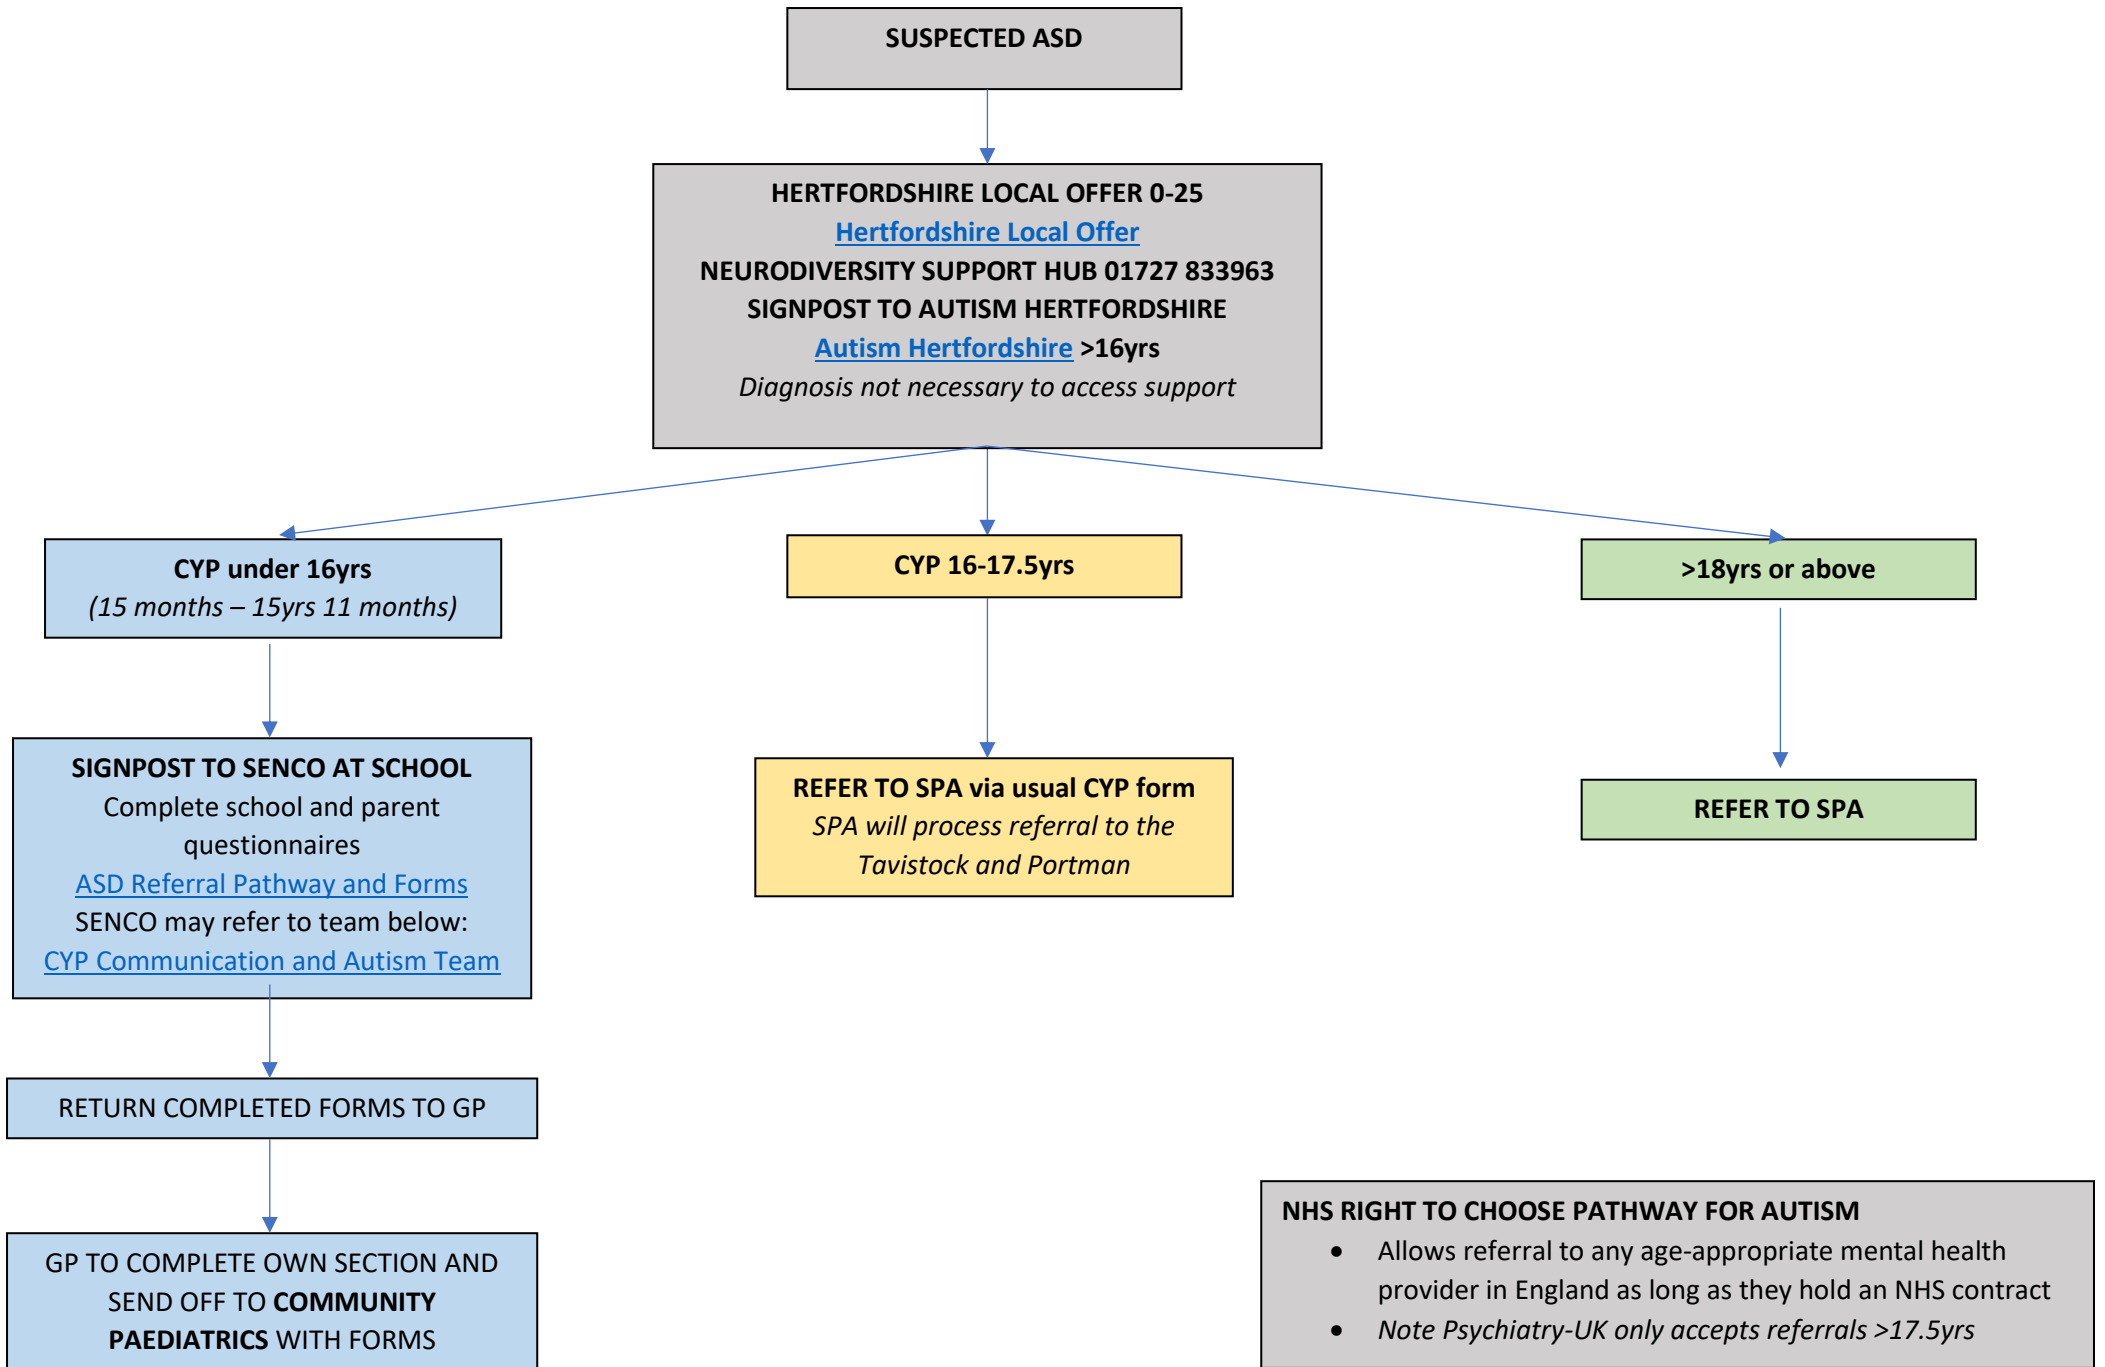 SUSPECTED ASD
HERTFORDSHIRE LOCAL OFFER 0-25
Hertfordshire Local Offer
NEURODIVERSITY SUPPORT HUB 01727 833963
SIGNPOST TO AUTISM HERTFORDSHIRE
Autism Hertfordshire >16yrs
Diagnosis not necessary to access support
CYP under 16yrs
(15 months – 15yrs 11 months)
SIGNPOST TO SENCO AT SCHOOL
Complete school and parent
questionnaires
ASD Referral Pathway and Forms
SENCO may refer to team below:
CYP Communication and Autism Team
RETURN COMPLETED FORMS TO GP
GP TO COMPLETE OWN SECTION AND
SEND OFF TO COMMUNITY
PAEDIATRICS WITH FORMS
CYP 16-17.5yrs
REFER TO SPA via usual CYP form
SPA will process referral to the
Tavistock and Portman
>18yrs or above
REFER TO SPA
NHS RIGHT TO CHOOSE PATHWAY FOR AUTISM
• Allows referral to any age-appropriate mental health
provider in England as long as they hold an NHS contract
• Note Psychiatry-UK only accepts referrals >17.5yrs